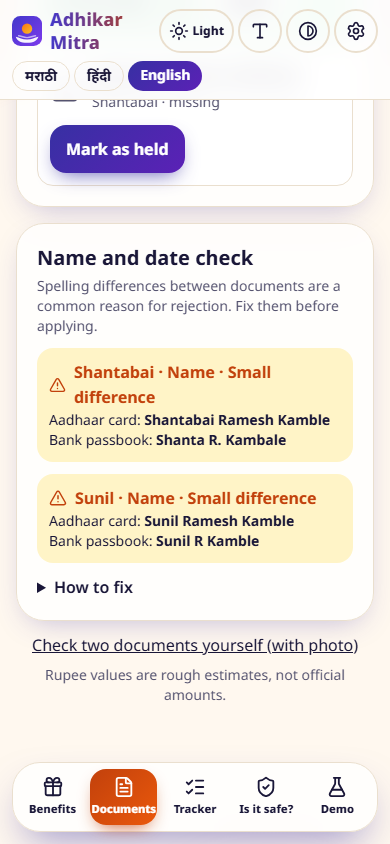 Adhikar
Mitra
Light
मराठी हिंदी English
Shantabai · missing
Mark as held
Name and date check
Spelling differences between documents are a
common reason for rejection. Fix them before
applying.
Shantabai · Name · Small
difference
Aadhaar card: Shantabai Ramesh Kamble
Bank passbook: Shanta R. Kambale
Sunil · Name · Small difference
Aadhaar card: Sunil Ramesh Kamble
Bank passbook: Sunil R Kamble
How to fix
Check two documents yourself (with photo)
Rupee values are rough estimates, not official
amounts.
Benefits Documents Tracker Is it safe? Demo